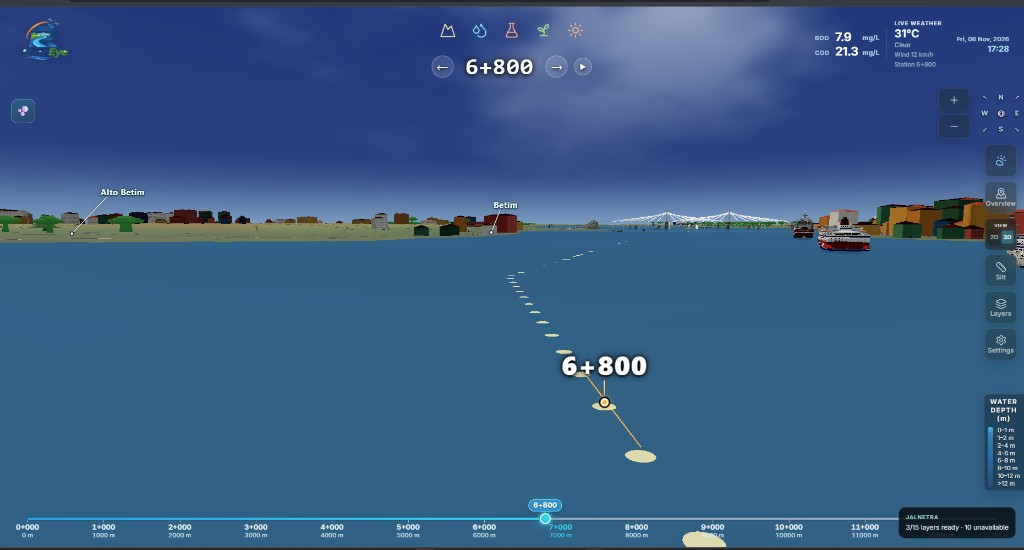 Eye
← 6+800 →
BOD 7.9 mg/L
COD 21.3 mg/L
LIVE WEATHER
31°C
Clear
Wind 12 km/h
Station 6+800
Fri, 06 Nov, 2026
17:28
+
−
N
W E
S
Overview
VIEW
2D 3D
Silt
Layers
Settings
Alto Betim
Betim
6+800
WATER
DEPTH
(m)
0-1 m
1-2 m
2-4 m
4-6 m
6-8 m
8-10 m
10-12 m
>12 m
6+800
0+000 1+000 2+000 3+000 4+000 5+000 6+000 7+000 8+000 9+000 10+000 11+000
0 m 1000 m 2000 m 3000 m 4000 m 5000 m 6000 m 7000 m 8000 m 9000 m 10000 m 11000 m
JALNETRA
3/15 layers ready - 10 unavailable